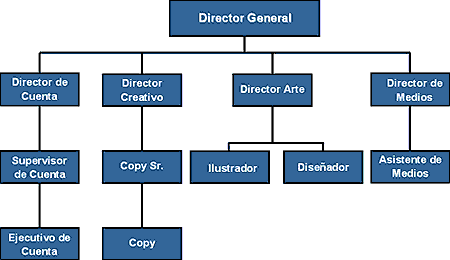 Director General
Director de
Cuenta
Director
Creativo
Director Arte
Director de
Medios
Supervisor
de Cuenta
Copy Sr.
Ilustrador
Diseñador
Asistente de
Medios
Ejecutivo de
Cuenta
Copy